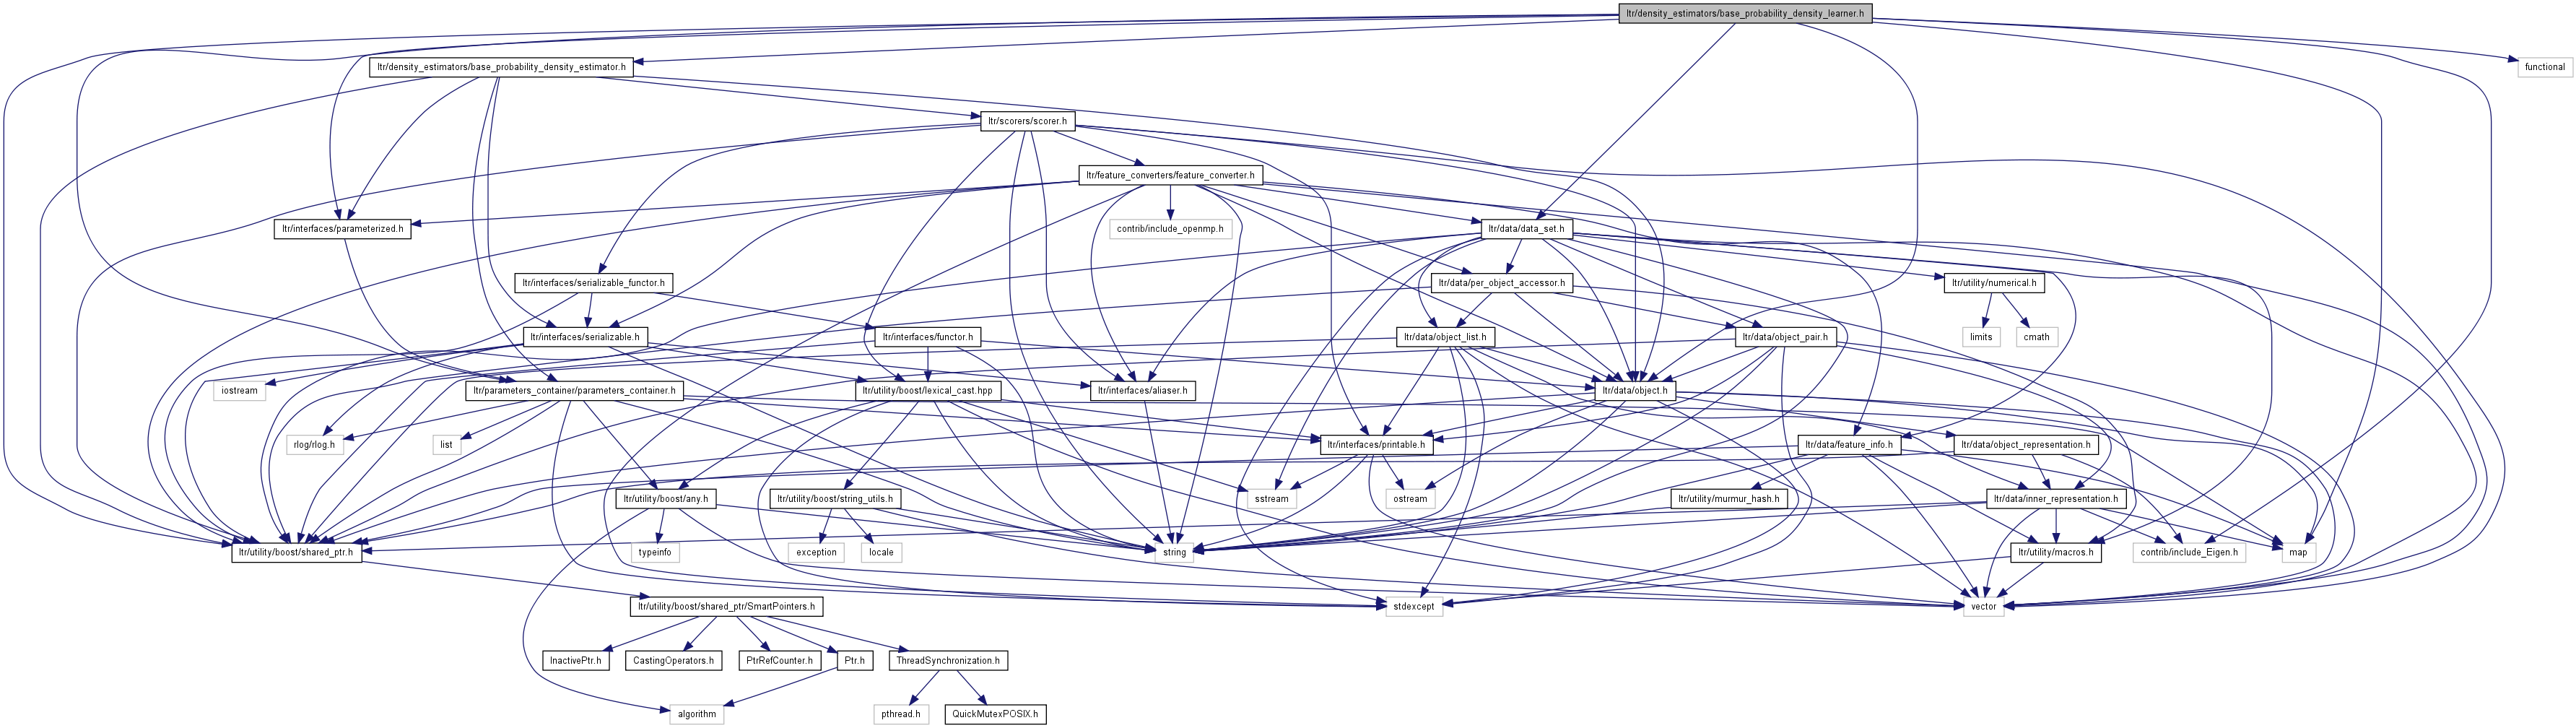 ltr/density_estimators/base_probability_density_learner.h
ltr/density_estimators/base_probability_density_estimator.h
functional
ltr/scorers/scorer.h
ltr/feature_converters/feature_converter.h
ltr/interfaces/parameterized.h
contrib/include_openmp.h
ltr/data/data_set.h
ltr/interfaces/serializable_functor.h
ltr/data/per_object_accessor.h
ltr/utility/numerical.h
ltr/interfaces/serializable.h
ltr/interfaces/functor.h
ltr/data/object_list.h
ltr/data/object_pair.h
limits
cmath
iostream
ltr/parameters_container/parameters_container.h
ltr/utility/boost/lexical_cast.hpp
ltr/interfaces/aliaser.h
ltr/data/object.h
rlog/rlog.h
list
ltr/interfaces/printable.h
ltr/data/feature_info.h
ltr/data/object_representation.h
ltr/utility/boost/any.h
ltr/utility/boost/string_utils.h
sstream
ostream
ltr/utility/murmur_hash.h
ltr/data/inner_representation.h
ltr/utility/boost/shared_ptr.h
typeinfo
exception
locale
string
ltr/utility/macros.h
contrib/include_Eigen.h
map
ltr/utility/boost/shared_ptr/SmartPointers.h
stdexcept
vector
InactivePtr.h
CastingOperators.h
PtrRefCounter.h
Ptr.h
ThreadSynchronization.h
algorithm
pthread.h
QuickMutexPOSIX.h